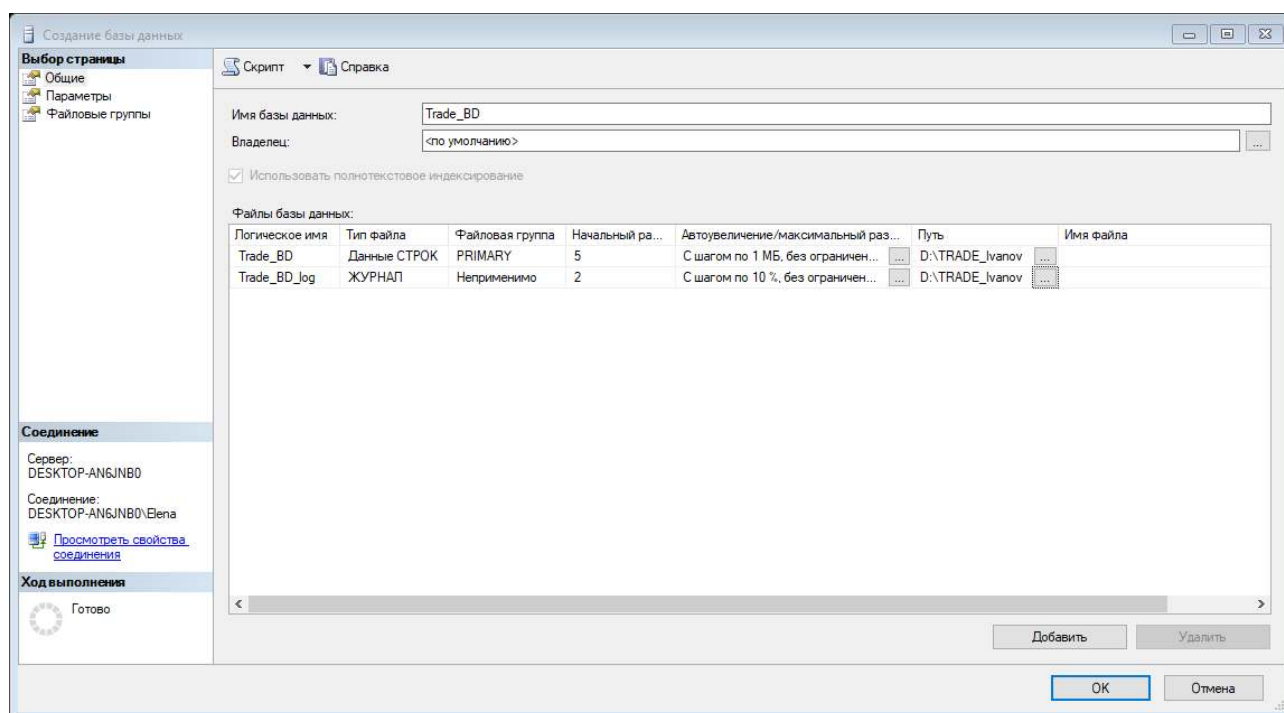 Создание базы данных
Выбор страницы
Общие
Параметры
Файловые группы
Скрипт Справка
Имя базы данных: Trade_BD
Владелец: <по умолчанию> ...
Использовать полнотекстовое индексирование
Файлы базы данных:
Логическое имя Тип файла Файловая группа Начальный ра... Автоувеличение/максимальный раз... Путь Имя файла
Trade_BD Данные СТРОК PRIMARY 5 С шагом по 1 МБ, без ограничен... ... D:\TRADE_Ivanov ...
Trade_BD_log ЖУРНАЛ Неприменимо 2 С шагом по 10 %, без ограничен... ... D:\TRADE_Ivanov ...
Соединение
Сервер:
DESKTOP-AN6JNB0
Соединение:
DESKTOP-AN6JNB0\Elena
Просмотреть свойства
соединения
Ход выполнения
Готово
Добавить Удалить
OK Отмена